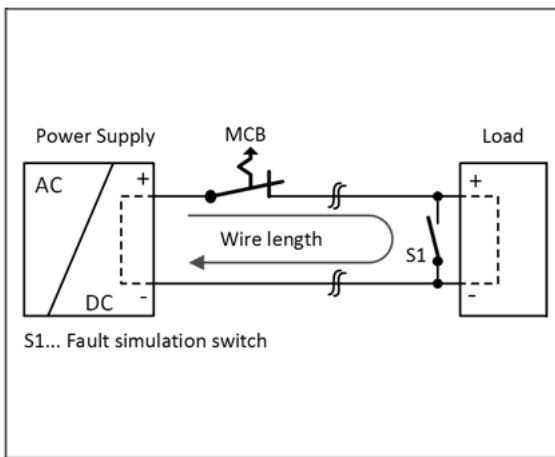 Power Supply
MCB
Load
AC
+
+
Wire length
S1
DC
-
-
S1... Fault simulation switch